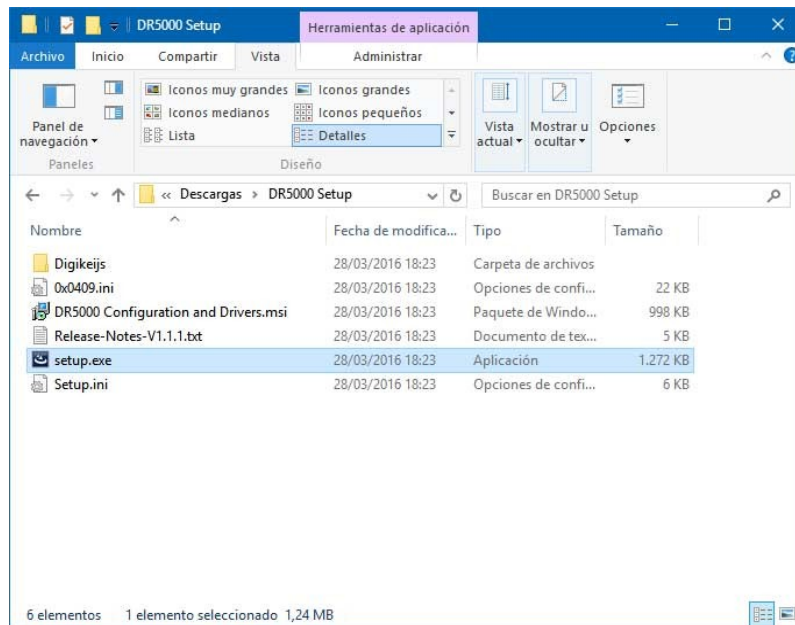 DR5000 Setup
Herramientas de aplicación
Archivo Inicio Compartir Vista Administrar
Panel de navegación
Iconos muy grandes Iconos grandes
Iconos medianos Iconos pequeños
Lista Detalles
Vista actual
Mostrar u ocultar
Opciones
Paneles Diseño
« Descargas > DR5000 Setup Buscar en DR5000 Setup
Nombre Fecha de modifica... Tipo Tamaño
Digikeijs 28/03/2016 18:23 Carpeta de archivos
0x0409.ini 28/03/2016 18:23 Opciones de confi... 22 KB
DR5000 Configuration and Drivers.msi 28/03/2016 18:23 Paquete de Windo... 998 KB
Release-Notes-V1.1.1.txt 28/03/2016 18:23 Documento de tex... 5 KB
setup.exe 28/03/2016 18:23 Aplicación 1.272 KB
Setup.ini 28/03/2016 18:23 Opciones de confi... 6 KB
6 elementos 1 elemento seleccionado 1,24 MB